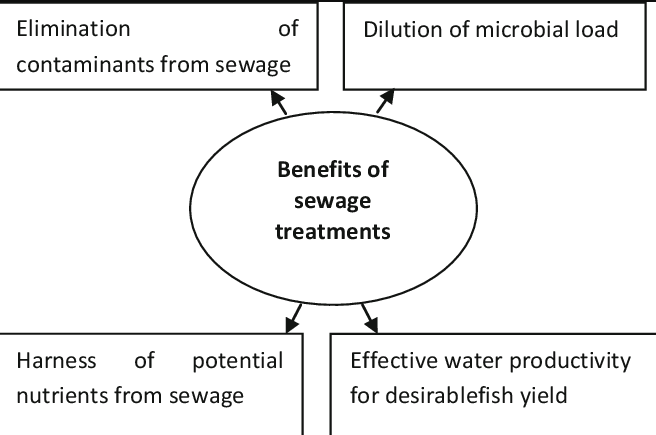 Elimination of
contaminants from sewage
Dilution of microbial load
Benefits of
sewage
treatments
Harness of potential
nutrients from sewage
Effective water productivity
for desirablefish yield